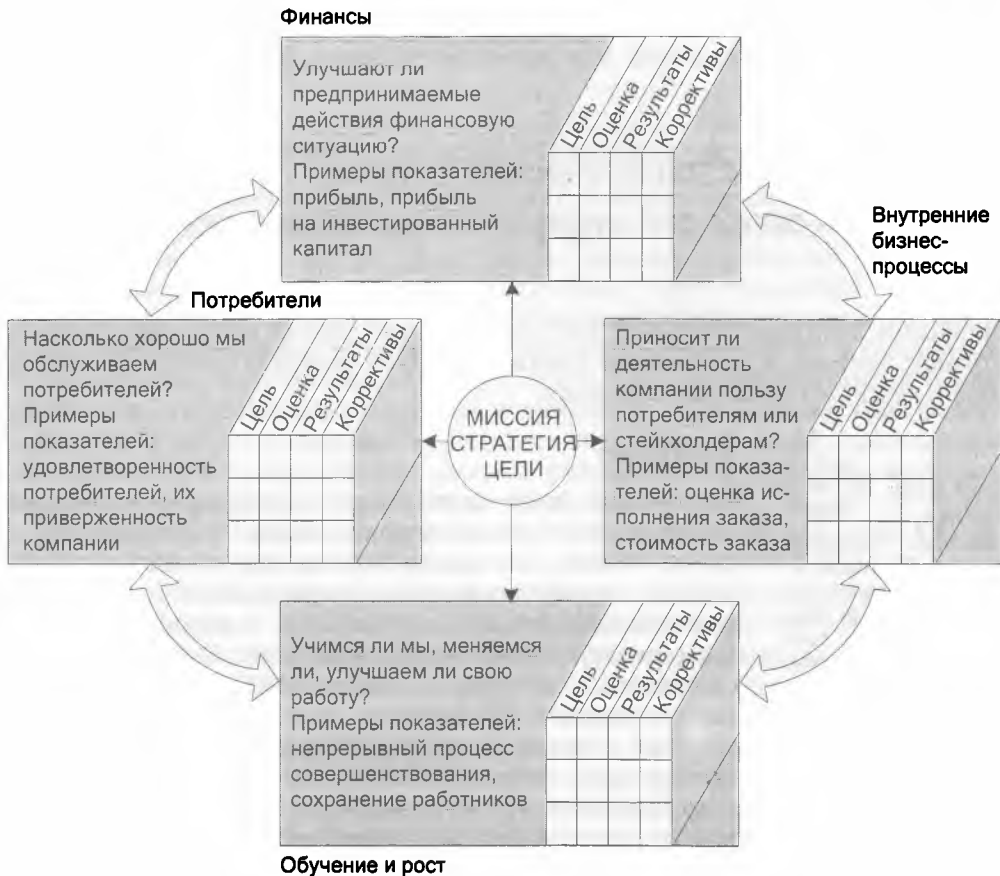 Финансы
Улучшают ли
предпринимаемые
действия финансовую
ситуацию?
Примеры показателей:
прибыль, прибыль
на инвестированный
капитал
Цель
Оценка
Результаты
Коррективы
Внутренние
бизнес-
процессы
Потребители
Насколько хорошо мы
обслуживаем
потребителей?
Примеры
показателей:
удовлетворенность
потребителей, их
приверженность
компании
Цель
Оценка
Результаты
Коррективы
МИССИЯ
СТРАТЕГИЯ
ЦЕЛИ
Приносит ли
деятельность
компании пользу
потребителям или
стейкхолдерам?
Примеры показа-
телей: оценка ис-
полнения заказа,
стоимость заказа
Цель
Оценка
Результаты
Коррективы
Учимся ли мы, меняемся
ли, улучшаем ли свою
работу?
Примеры показателей:
непрерывный процесс
совершенствования,
сохранение работников
Цель
Оценка
Результаты
Коррективы
Обучение и рост